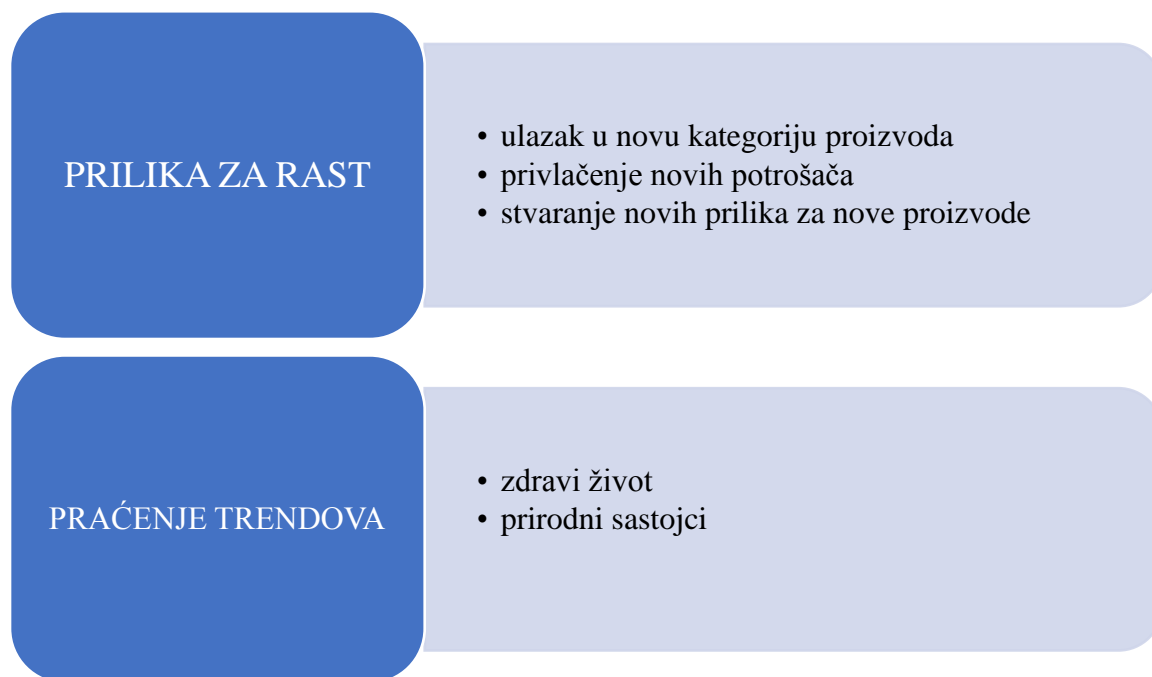 PRILIKA ZA RAST
• ulazak u novu kategoriju proizvoda
• privlačenje novih potrošača
• stvaranje novih prilika za nove proizvode
PRAĆENJE TRENDOVA
• zdravi život
• prirodni sastojci